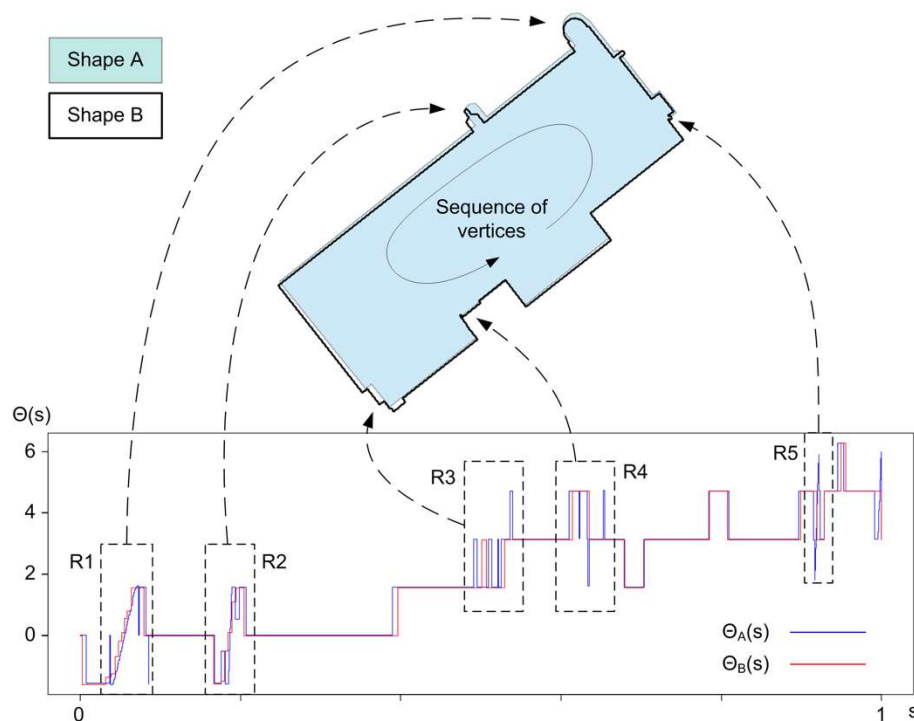 Shape A
Shape B
Sequence of
vertices
Θ(s)
6
4
2
0
R1
R2
R3
R4
R5
ΘA(s)
ΘB(s)
0
1
s